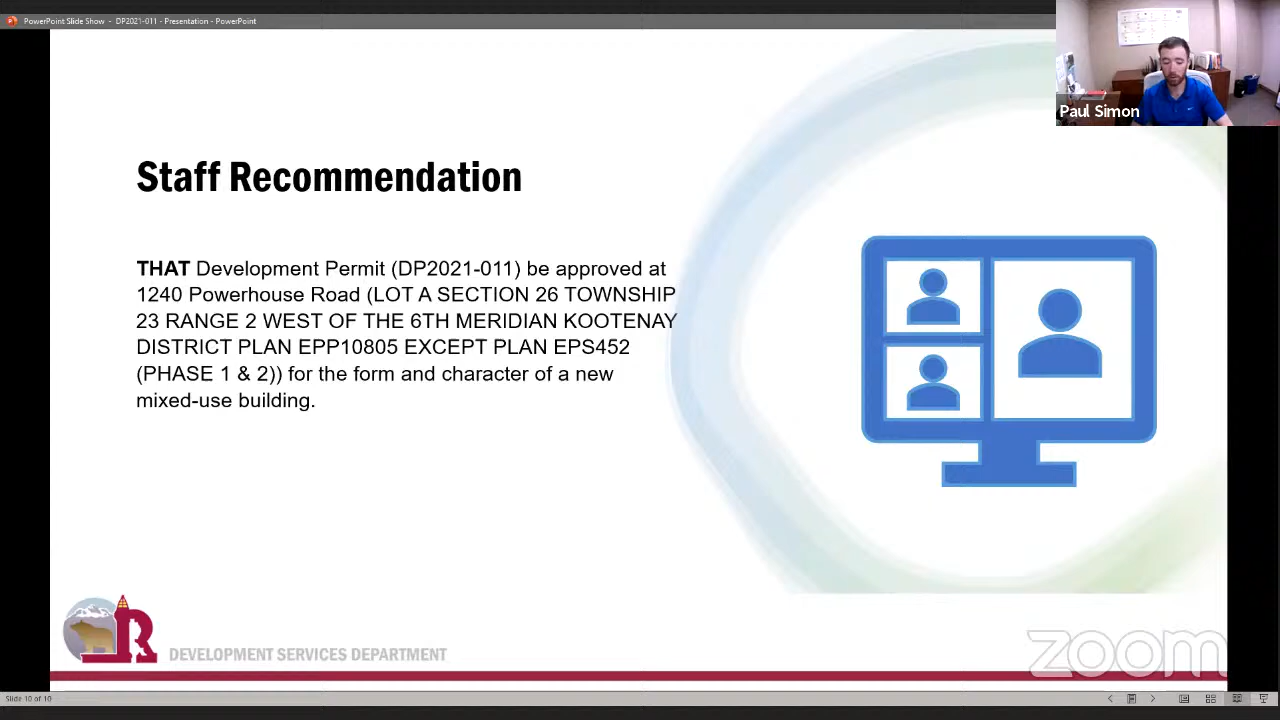 PowerPoint Slide Show - DP2021-011 - Presentation - PowerPoint
Paul Simon
Staff Recommendation
THAT Development Permit (DP2021-011) be approved at
1240 Powerhouse Road (LOT A SECTION 26 TOWNSHIP
23 RANGE 2 WEST OF THE 6TH MERIDIAN KOOTENAY
DISTRICT PLAN EPP10805 EXCEPT PLAN EPS452
(PHASE 1 & 2)) for the form and character of a new
mixed-use building.
R
DEVELOPMENT SERVICES DEPARTMENT
zoom
Slide 10 of 10